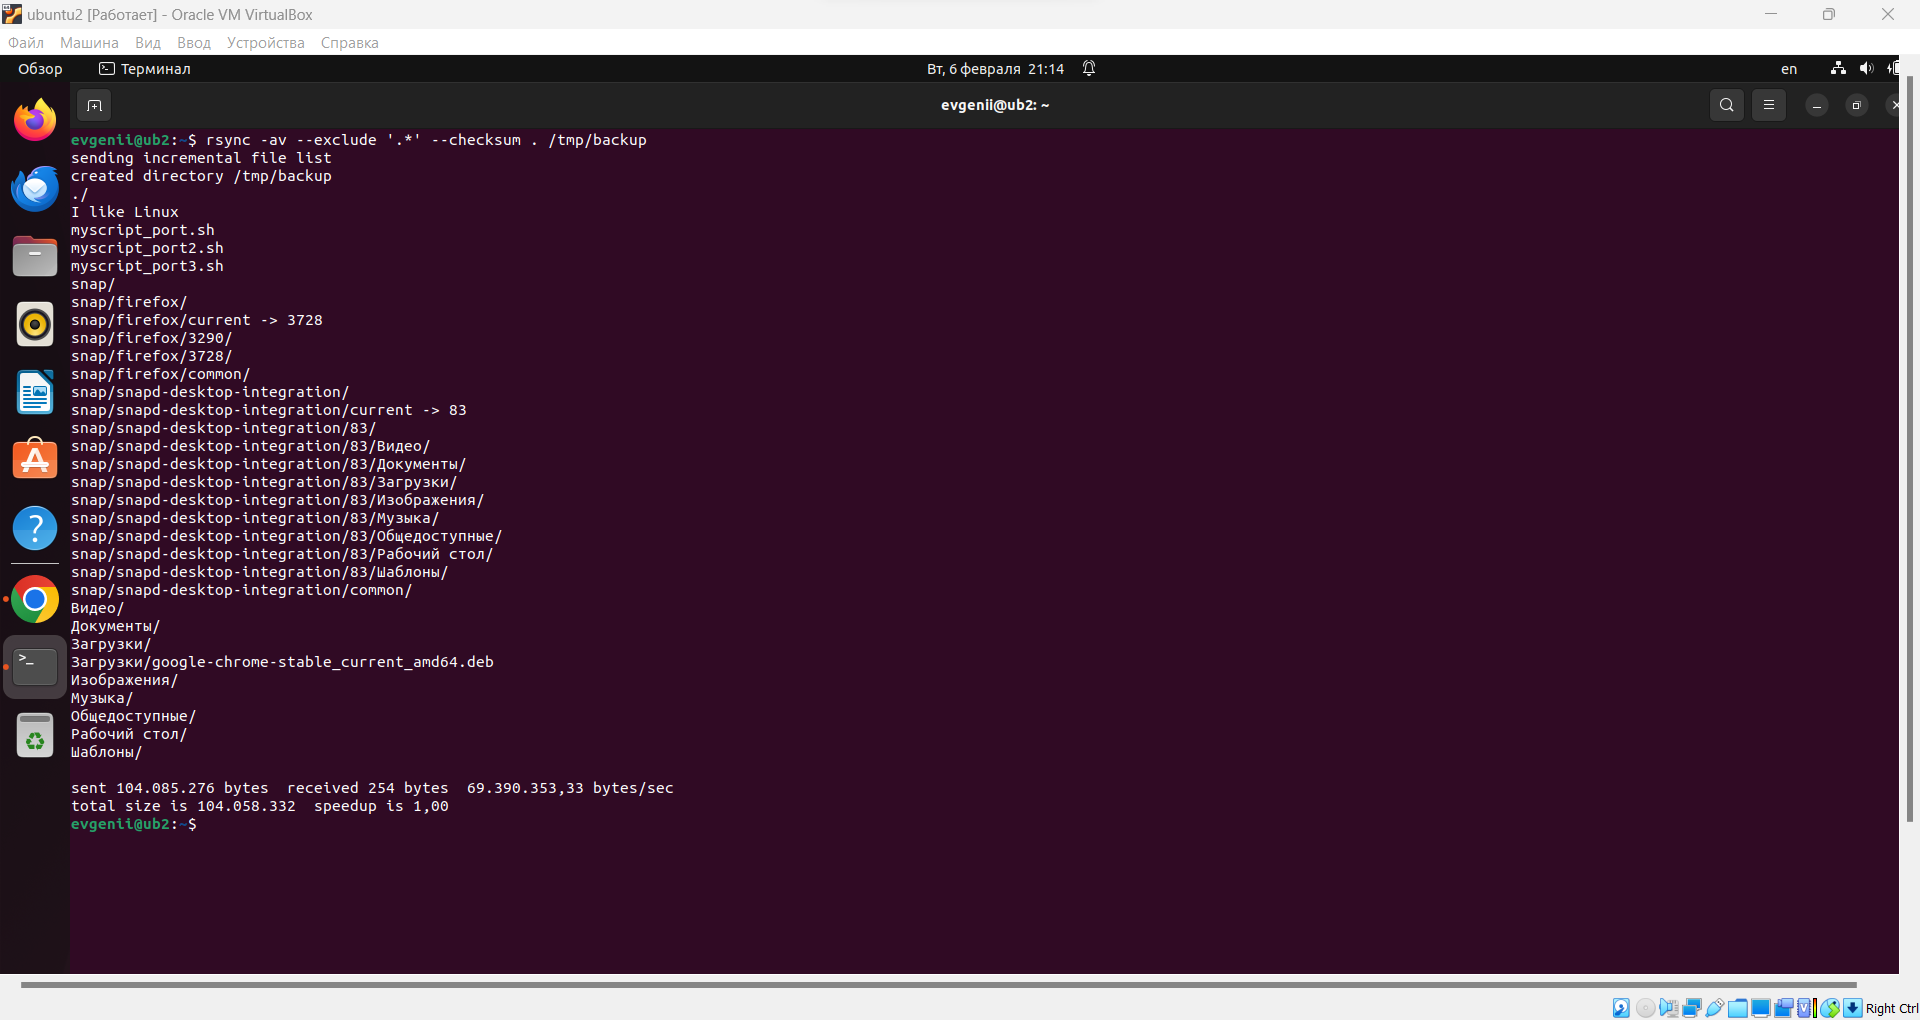 ubuntu2 [Работает] - Oracle VM VirtualBox
Файл Машина Вид Ввод Устройства Справка
Обзор Терминал Вт, 6 февраля 21:14 en
evgenii@ub2: ~
evgenii@ub2:~$ rsync -av --exclude '.*' --checksum . /tmp/backup
sending incremental file list
created directory /tmp/backup
./
I like Linux
myscript_port.sh
myscript_port2.sh
myscript_port3.sh
snap/
snap/firefox/
snap/firefox/current -> 3728
snap/firefox/3290/
snap/firefox/3728/
snap/firefox/common/
snap/snapd-desktop-integration/
snap/snapd-desktop-integration/current -> 83
snap/snapd-desktop-integration/83/
snap/snapd-desktop-integration/83/Видео/
snap/snapd-desktop-integration/83/Документы/
snap/snapd-desktop-integration/83/Загрузки/
snap/snapd-desktop-integration/83/Изображения/
snap/snapd-desktop-integration/83/Музыка/
snap/snapd-desktop-integration/83/Общедоступные/
snap/snapd-desktop-integration/83/Рабочий стол/
snap/snapd-desktop-integration/83/Шаблоны/
snap/snapd-desktop-integration/common/
Видео/
Документы/
Загрузки/
Загрузки/google-chrome-stable_current_amd64.deb
Изображения/
Музыка/
Общедоступные/
Рабочий стол/
Шаблоны/
sent 104.085.276 bytes  received 254 bytes  69.390.353,33 bytes/sec
total size is 104.058.332  speedup is 1,00
evgenii@ub2:~$
Right Ctrl